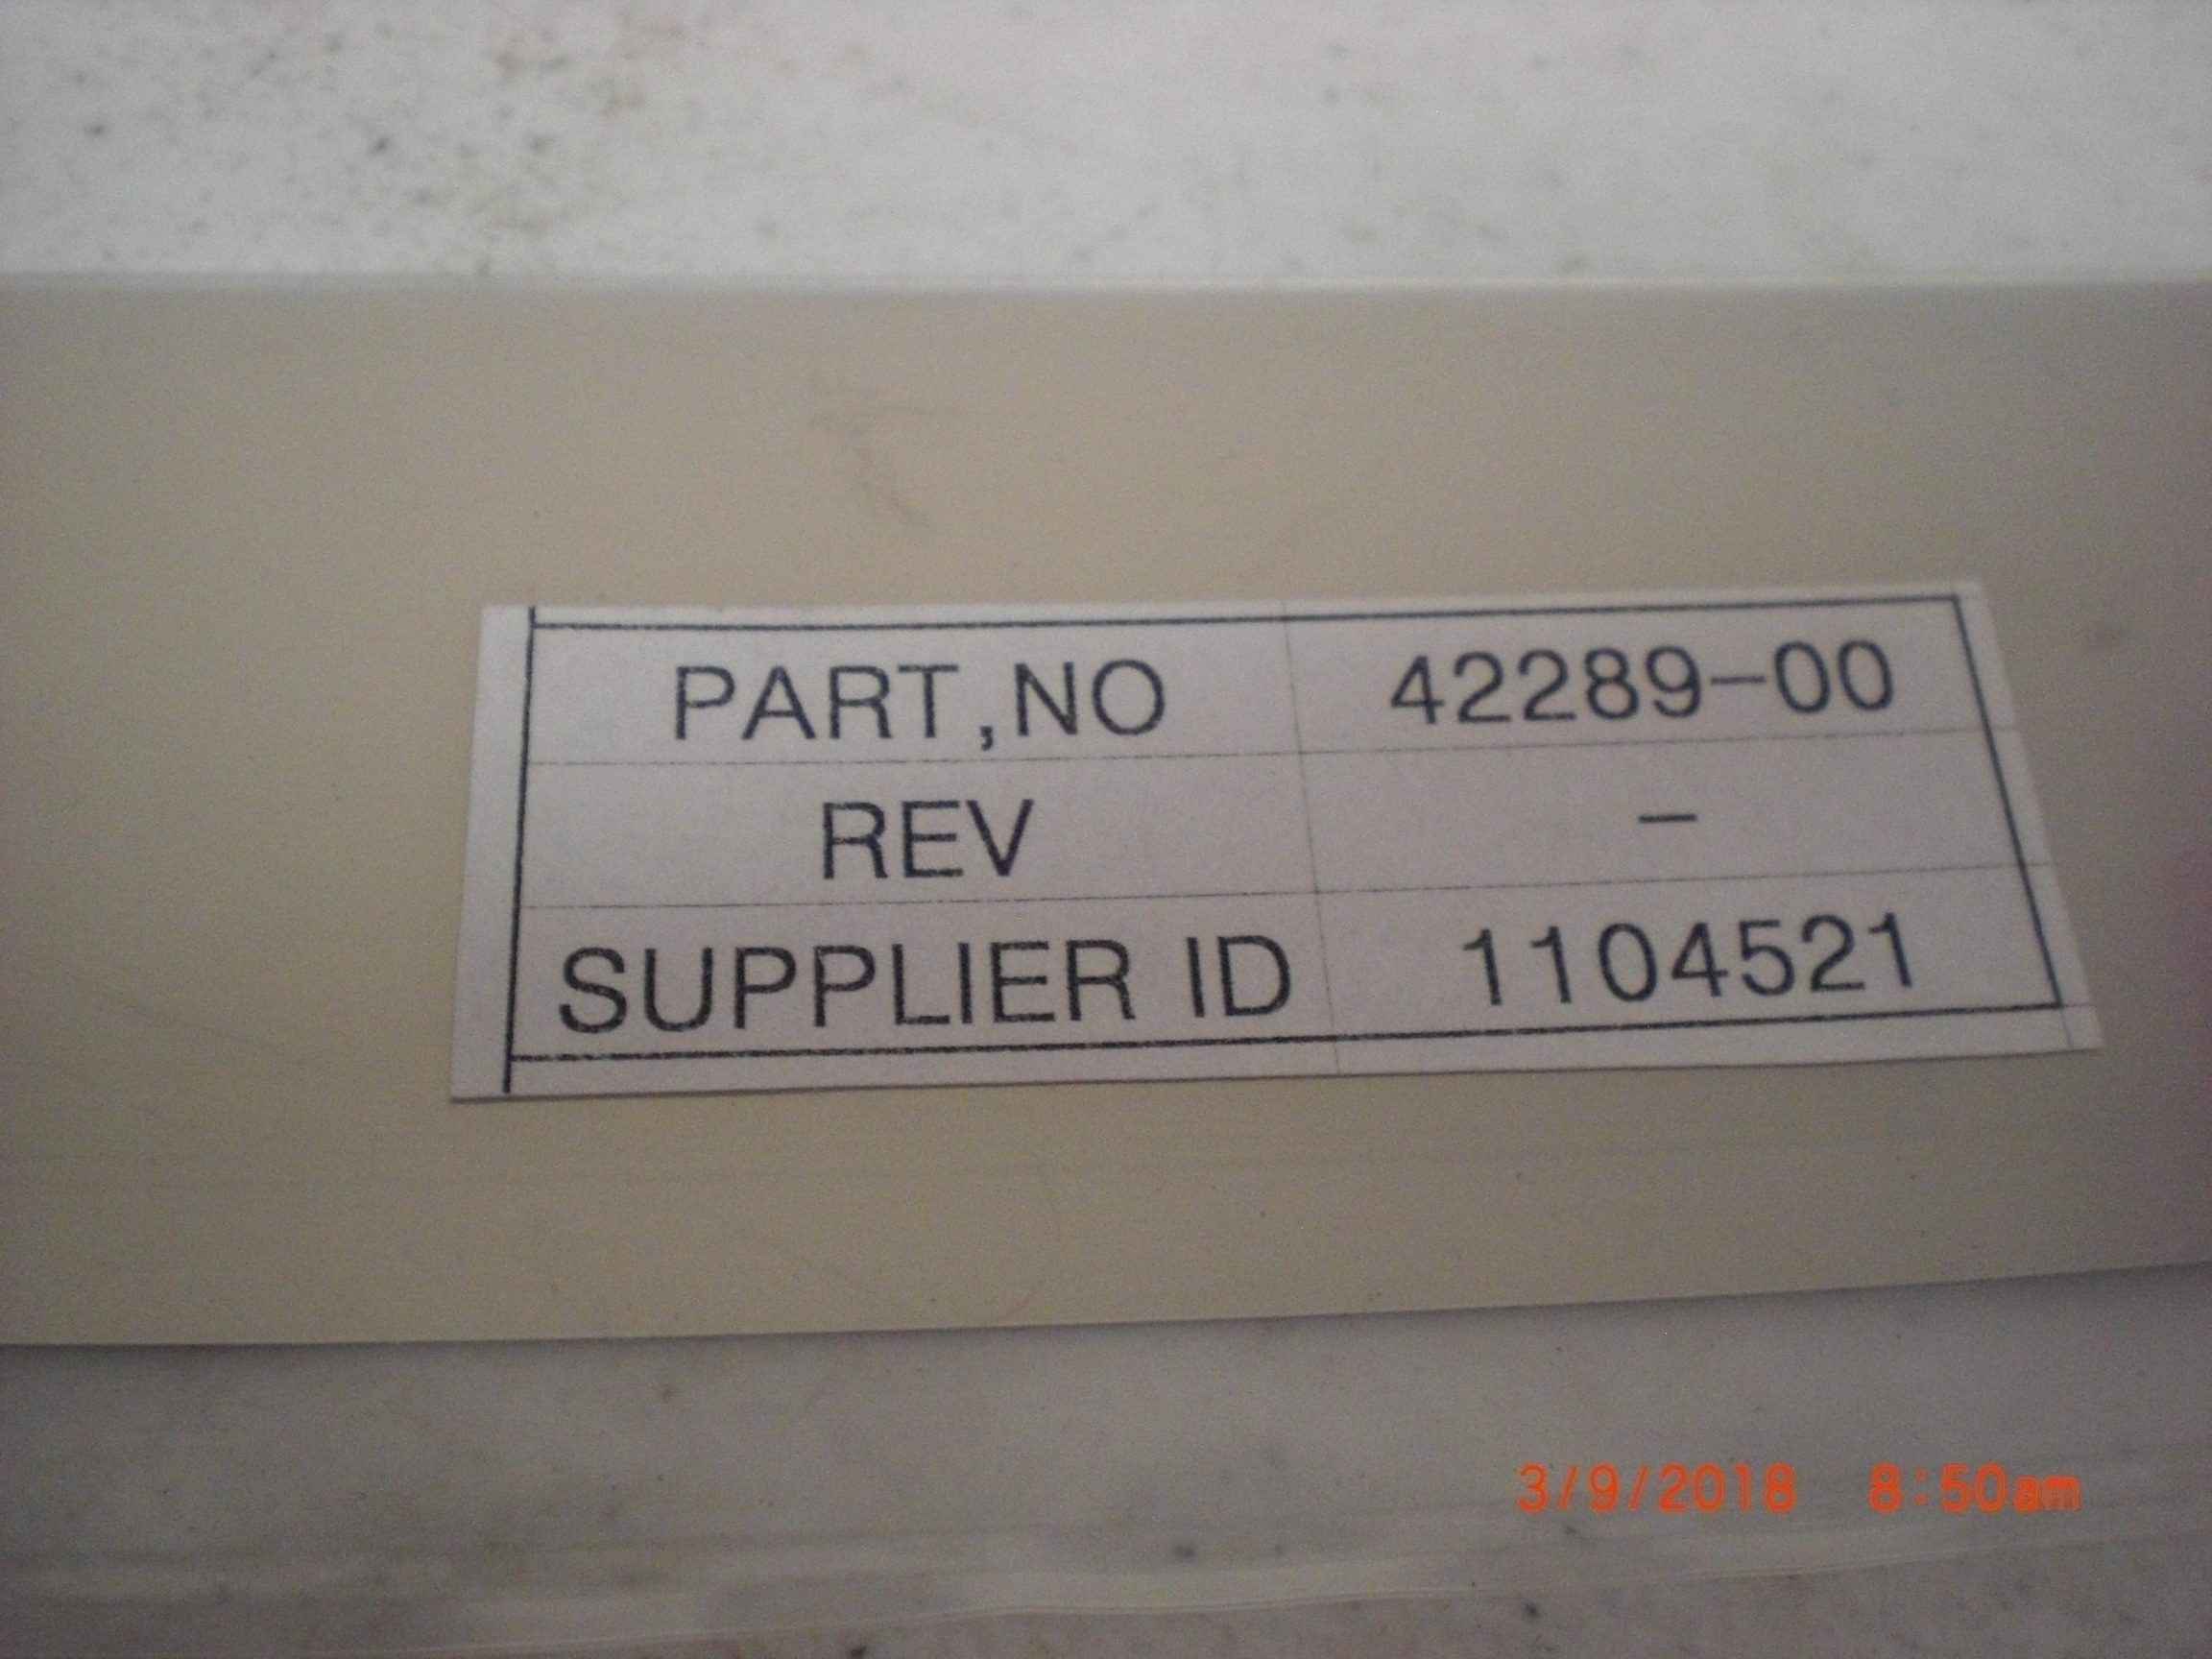 PART,NO 42289-00
REV -
SUPPLIER ID 1104521
3/9/2018 8:50am